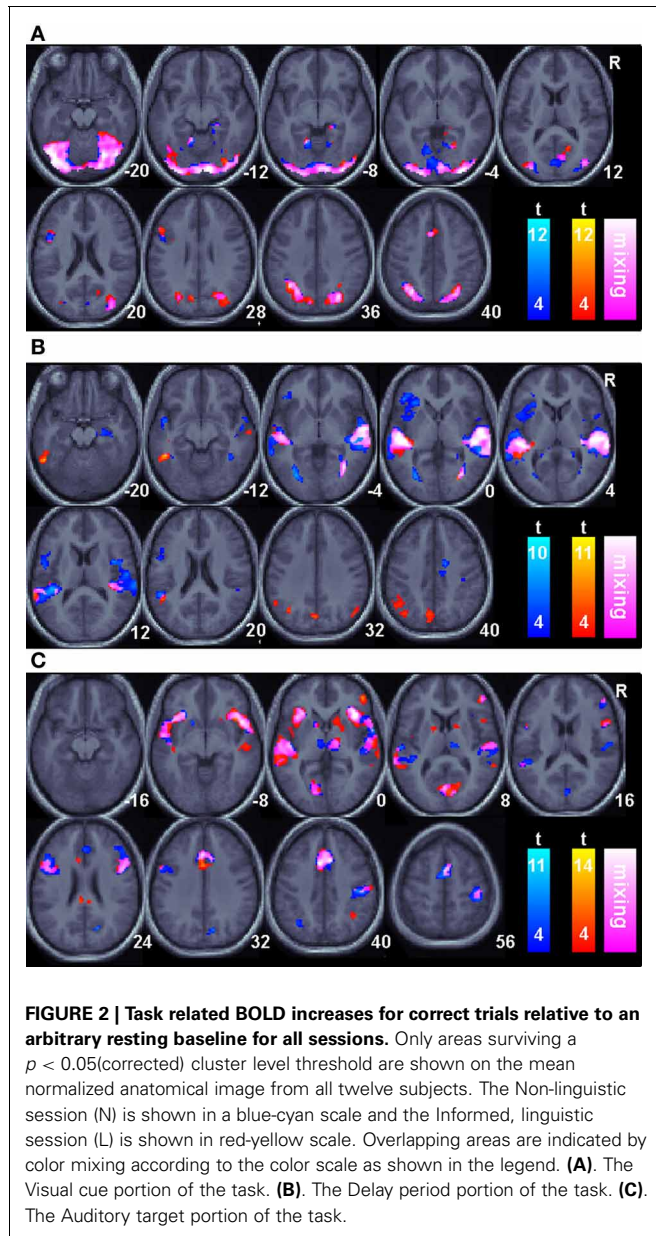 A
R
-20 -12 -8 -4 12
t t
12 12 mixing
4 4
20 28 36 40
B
R
-20 -12 -4 0 4
t t
10 11 mixing
4 4
12 20 32 40
C
R
-16 -8 0 8 16
t t
11 14 mixing
4 4
24 32 40 56
FIGURE 2 | Task related BOLD increases for correct trials relative to an
arbitrary resting baseline for all sessions. Only areas surviving a
p < 0.05(corrected) cluster level threshold are shown on the mean
normalized anatomical image from all twelve subjects. The Non-linguistic
session (N) is shown in a blue-cyan scale and the Informed, linguistic
session (L) is shown in red-yellow scale. Overlapping areas are indicated by
color mixing according to the color scale as shown in the legend. (A). The
Visual cue portion of the task. (B). The Delay period portion of the task. (C).
The Auditory target portion of the task.